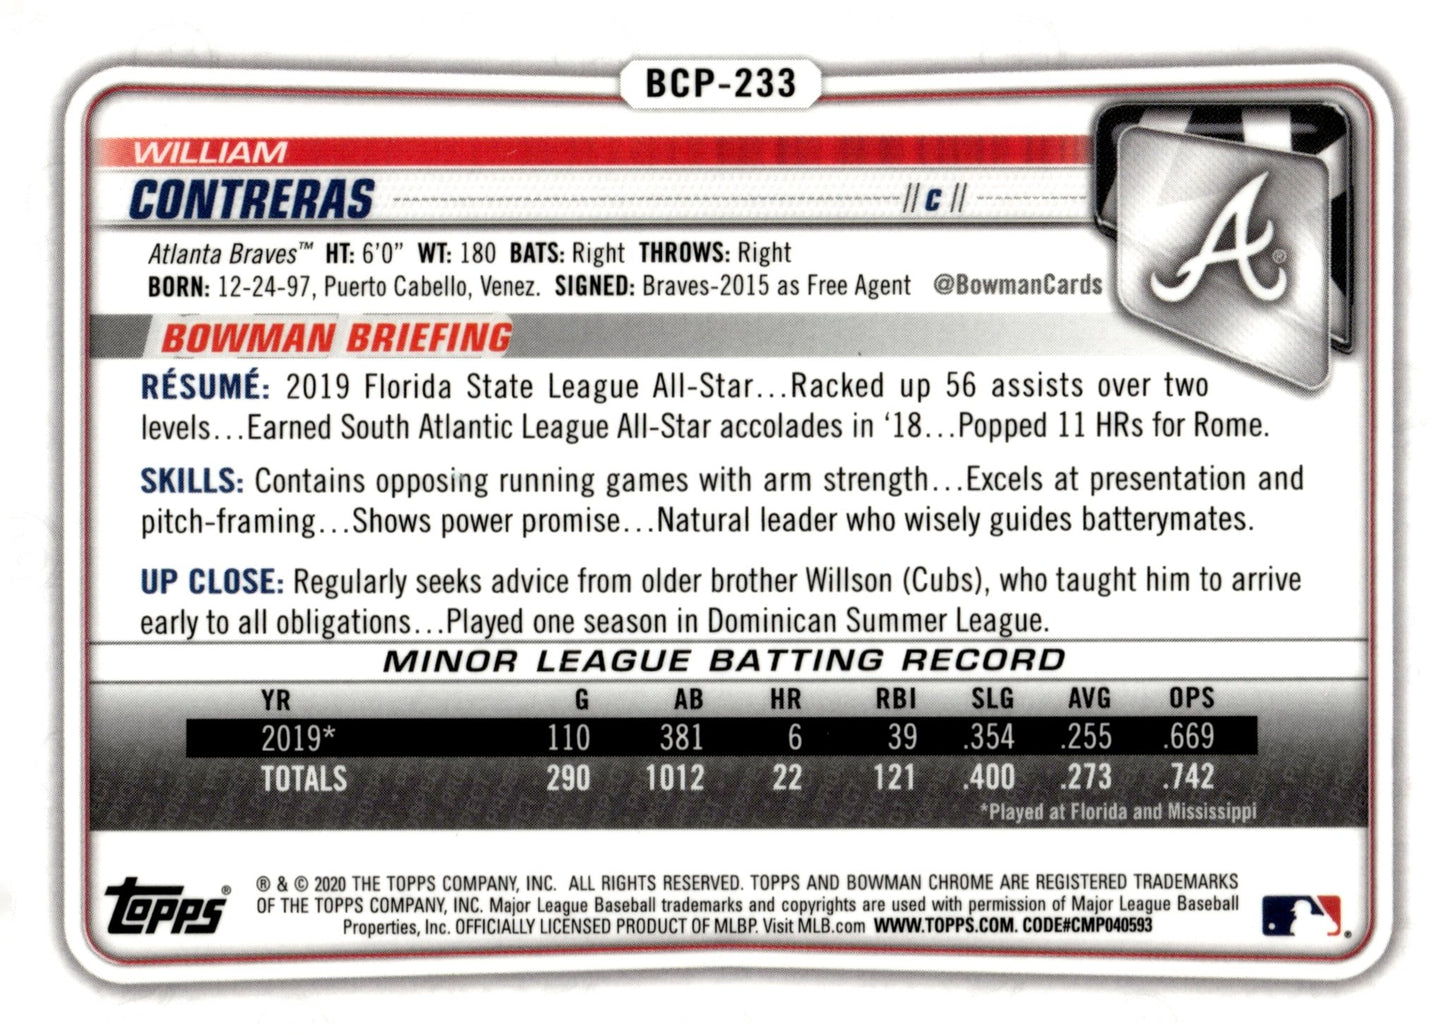 BCP-233
WILLIAM
CONTRERAS // C //
Atlanta Braves™ HT: 6'0” WT: 180 BATS: Right THROWS: Right
BORN: 12-24-97, Puerto Cabello, Venez. SIGNED: Braves-2015 as Free Agent @BowmanCards
A®
BOWMAN BRIEFING
RÉSUMÉ: 2019 Florida State League All-Star...Racked up 56 assists over two
levels...Earned South Atlantic League All-Star accolades in ‘18...Popped 11 HRs for Rome.
SKILLS: Contains opposing running games with arm strength...Excels at presentation and
pitch-framing...Shows power promise...Natural leader who wisely guides batterymates.
UP CLOSE: Regularly seeks advice from older brother Willson (Cubs), who taught him to arrive
early to all obligations...Played one season in Dominican Summer League.
MINOR LEAGUE BATTING RECORD
YR G AB HR RBI SLG AVG OPS
2019* 110 381 6 39 .354 .255 .669
TOTALS 290 1012 22 121 .400 .273 .742
*Played at Florida and Mississippi
Topps® ® & © 2020 THE TOPPS COMPANY, INC. ALL RIGHTS RESERVED. TOPPS AND BOWMAN CHROME ARE REGISTERED TRADEMARKS
OF THE TOPPS COMPANY, INC. Major League Baseball trademarks and copyrights are used with permission of Major League Baseball
Properties, Inc. OFFICIALLY LICENSED PRODUCT OF MLBP. Visit MLB.com WWW.TOPPS.COM. CODE#CMP040593